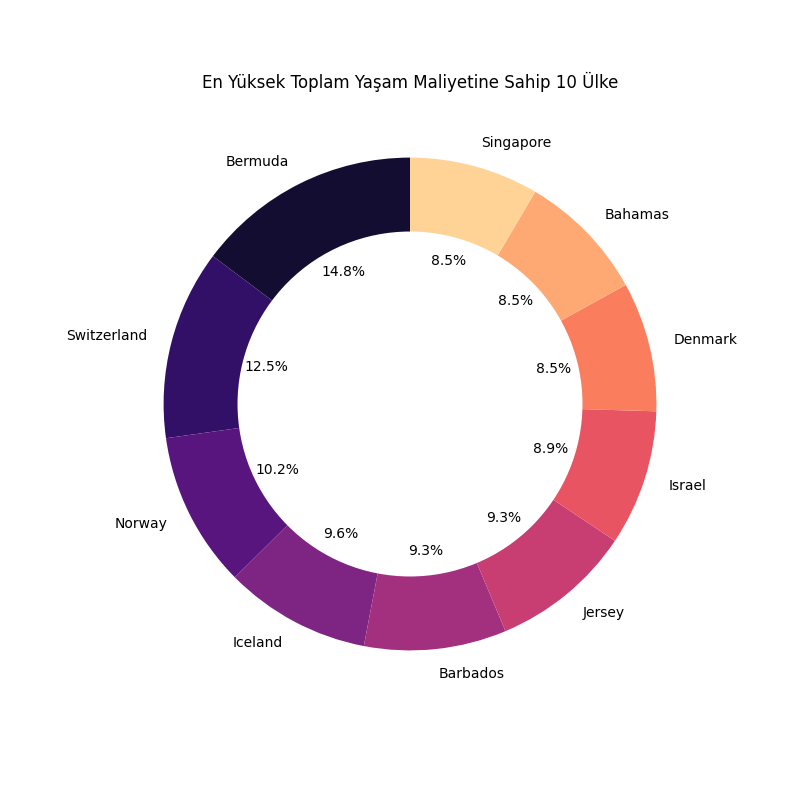 En Yüksek Toplam Yaşam Maliyetine Sahip 10 Ülke
Singapore
Bermuda
Bahamas
8.5%
14.8%
8.5%
Switzerland
Denmark
12.5%
8.5%
8.9%
10.2%
Israel
9.3%
Norway
9.6%
9.3%
Jersey
Iceland
Barbados